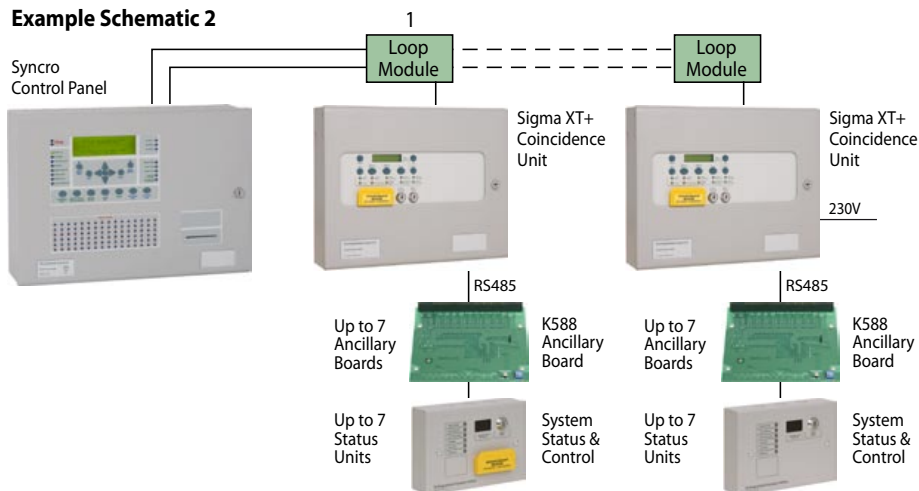 Example Schematic 2
1
Loop
Module
Loop
Module
Syncro
Control Panel
Sigma XT+
Coincidence
Unit
Sigma XT+
Coincidence
Unit
230V
RS485
RS485
Up to 7
Ancillary
Boards
K588
Ancillary
Board
Up to 7
Ancillary
Boards
K588
Ancillary
Board
Up to 7
Status
Units
System
Status &
Control
Up to 7
Status
Units
System
Status &
Control